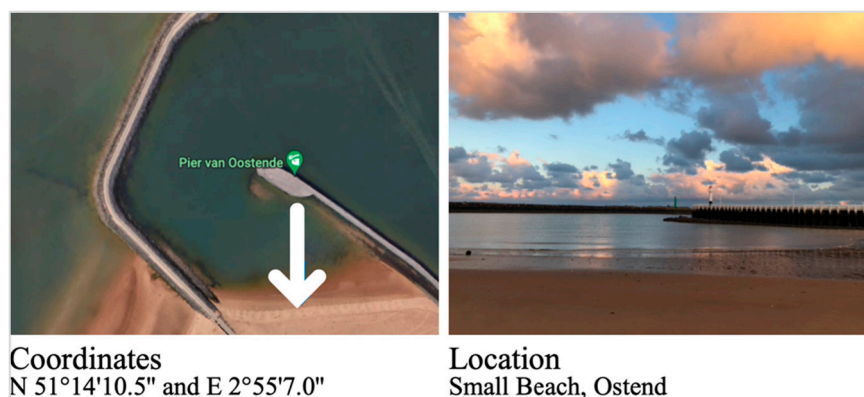 Pier van Oostende
Coordinates
N 51°14'10.5" and E 2°55'7.0"
Location
Small Beach, Ostend